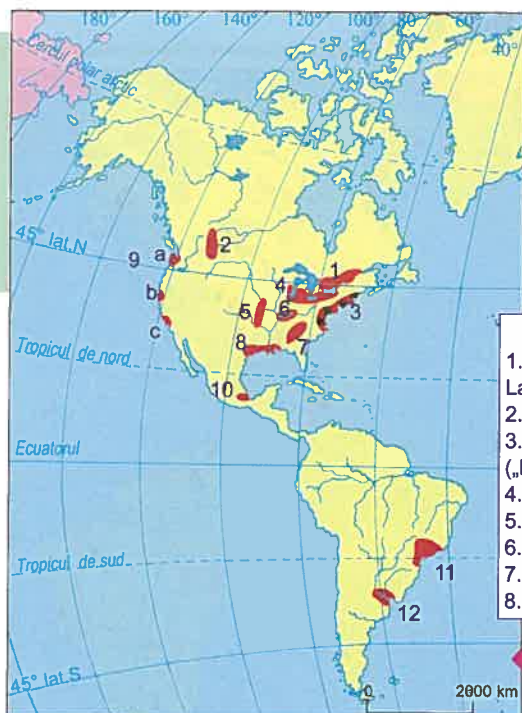 160° 140° 120° 100° 80° 60°
40°
Cercul polar arctic
45° lat.N
9 a
2
b
c
4
1
5
6
3
8
7
Tropicul de nord
10
Ecuatorul
Tropicul de sud
11
12
45° lat.S
0 2000 km
1.
La
2.
3.
(„
4.
5.
6.
7.
8.